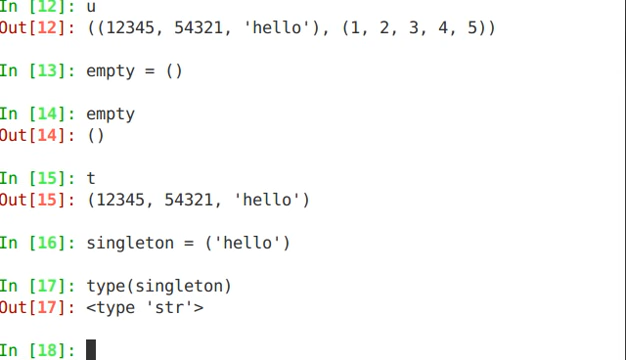 In [12]: u
Out[12]: ((12345, 54321, 'hello'), (1, 2, 3, 4, 5))
In [13]: empty = ()
In [14]: empty
Out[14]: ()
In [15]: t
Out[15]: (12345, 54321, 'hello')
In [16]: singleton = ('hello')
In [17]: type(singleton)
Out[17]: <type 'str'>
In [18]: